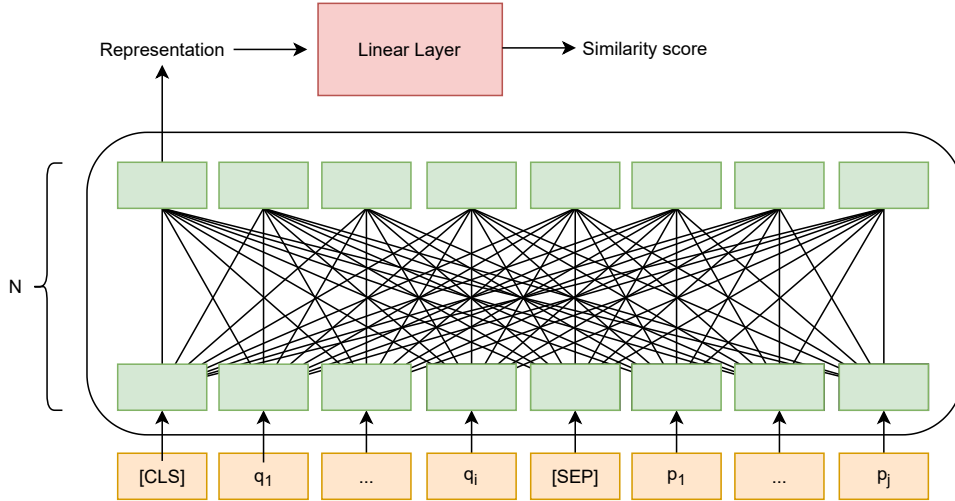 Representation
Linear Layer
Similarity score
N
[CLS]
q1
...
qi
[SEP]
p1
...
pj